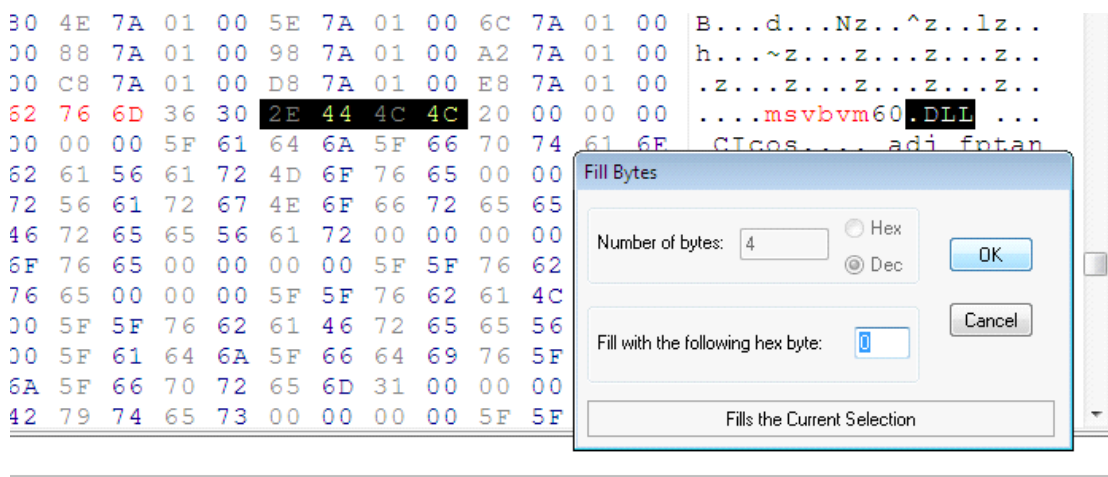 4E 7A 01 00 5E 7A 01 00 6C 7A 01 00 B...d...Nz..^z..lz..
00 88 7A 01 00 98 7A 01 00 A2 7A 01 00 h...~z...z...z...z..
00 C8 7A 01 00 D8 7A 01 00 E8 7A 01 00 .z...z...z...z...z..
62 76 6D 36 30 2E 44 4C 4C 20 00 00 00 ....msvbvm60.DLL ...
00 00 00 5F 61 64 6A 5F 66 70 74 61 6E CIcos.... adj fptan
62 61 56 61 72 4D 6F 76 65 00 00
72 56 61 72 67 4E 6F 66 72 65 65
46 72 65 65 56 61 72 00 00 00 00
6F 76 65 00 00 00 00 5F 5F 76 62
76 65 00 00 00 5F 5F 76 62 61 4C
00 5F 5F 76 62 61 46 72 65 65 56
00 5F 61 64 6A 5F 66 64 69 76 5F
6A 5F 66 70 72 65 6D 31 00 00 00
42 79 74 65 73 00 00 00 00 5F 5F
Fill Bytes
Number of bytes: 4
Hex
Dec
OK
Cancel
Fill with the following hex byte: 0
Fills the Current Selection